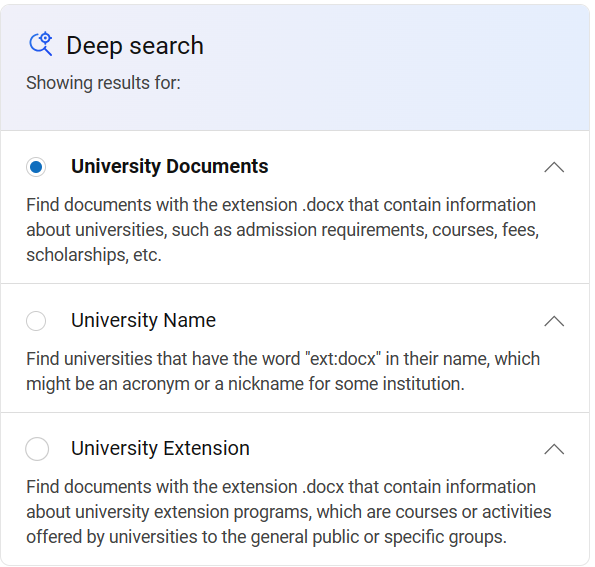 Deep search
Showing results for:
University Documents
Find documents with the extension .docx that contain information
about universities, such as admission requirements, courses, fees,
scholarships, etc.
University Name
Find universities that have the word "ext:docx" in their name, which
might be an acronym or a nickname for some institution.
University Extension
Find documents with the extension .docx that contain information
about university extension programs, which are courses or activities
offered by universities to the general public or specific groups.